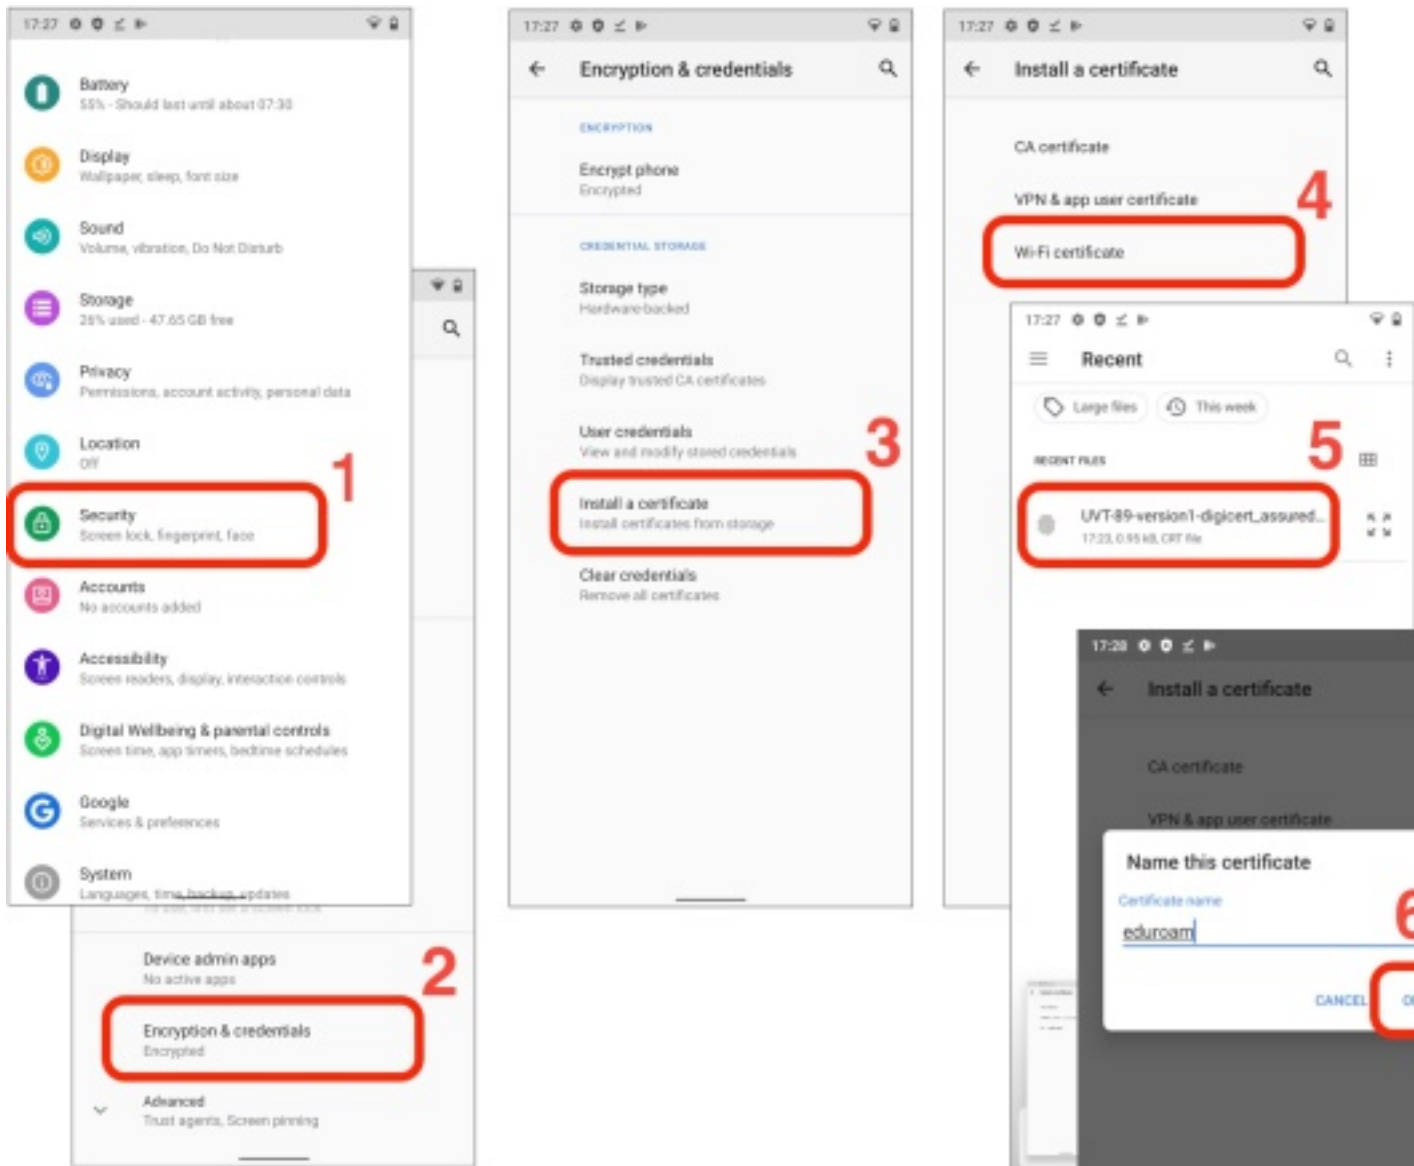 17:27
Battery
55% - Should last until about 07:30
Display
Wallpaper, sleep, font size
Sound
Volume, vibration, Do Not Disturb
Storage
26% used - 47.65 GB free
Privacy
Permissions, account activity, personal data
Location
Off
1
Security
Screen lock, fingerprint, face
Accounts
No accounts added
Accessibility
Screen readers, display, interaction controls
Digital Wellbeing & parental controls
Screen time, app timers, bedtime schedules
Google
Services & preferences
System
Languages, time, backup, updates
Device admin apps
No active apps
2
Encryption & credentials
Encrypted
Advanced
Trust agents, Screen pinning
17:27
Encryption & credentials
ENCRYPTION
Encrypt phone
Encrypted
CREDENTIAL STORAGE
Storage type
Hardware-backed
Trusted credentials
Display trusted CA certificates
User credentials
View and modify stored credentials
3
Install a certificate
Install certificates from storage
Clear credentials
Remove all certificates
17:27
Install a certificate
CA certificate
VPN & app user certificate
4
Wi-Fi certificate
17:27
Recent
Large files
This week
5
RECENT FILES
UVT-89-version1-digicert_assured...
17:23, 0.95 kB, CRT file
17:28
Install a certificate
CA certificate
VPN & app user certificate
Name this certificate
Certificate name
6
eduroam
CANCEL